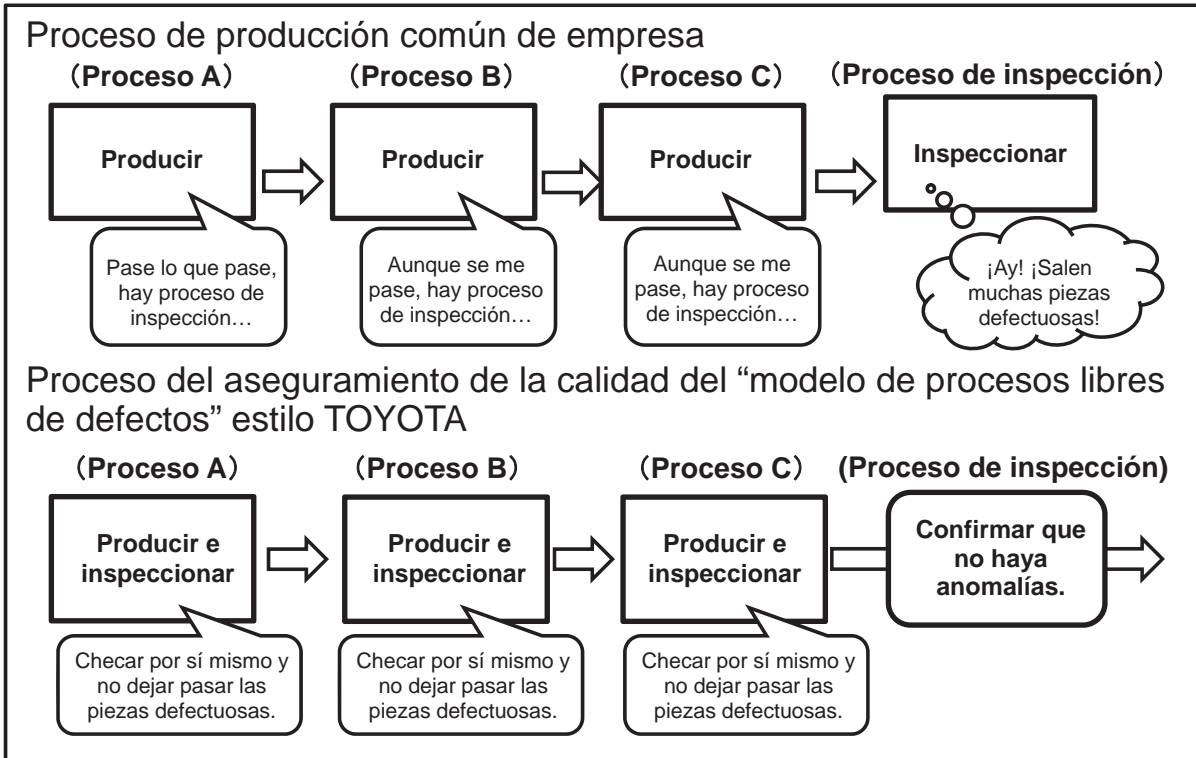 Proceso de producción común de empresa
（Proceso A） （Proceso B） （Proceso C） （Proceso de inspección）
Producir
Producir
Producir
Inspeccionar
Pase lo que pase,
hay proceso de
inspección…
Aunque se me
pase, hay proceso
de inspección…
Aunque se me
pase, hay proceso
de inspección…
¡Ay! ¡Salen
muchas piezas
defectuosas!
Proceso del aseguramiento de la calidad del “modelo de procesos libres
de defectos” estilo TOYOTA
（Proceso A） （Proceso B） （Proceso C） (Proceso de inspección)
Producir e
inspeccionar
Producir e
inspeccionar
Producir e
inspeccionar
Confirmar que
no haya
anomalías.
Checar por sí mismo y
no dejar pasar las
piezas defectuosas.
Checar por sí mismo y
no dejar pasar las
piezas defectuosas.
Checar por sí mismo y
no dejar pasar las
piezas defectuosas.